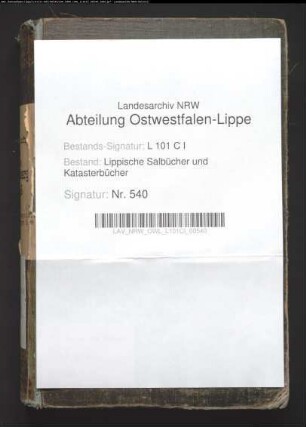 Landesarchiv NRW
Abteilung Ostwestfalen-Lippe
Bestands-Signatur: L 101 C I
Bestand: Lippische Salbücher und
Katasterbücher
Signatur: Nr. 540